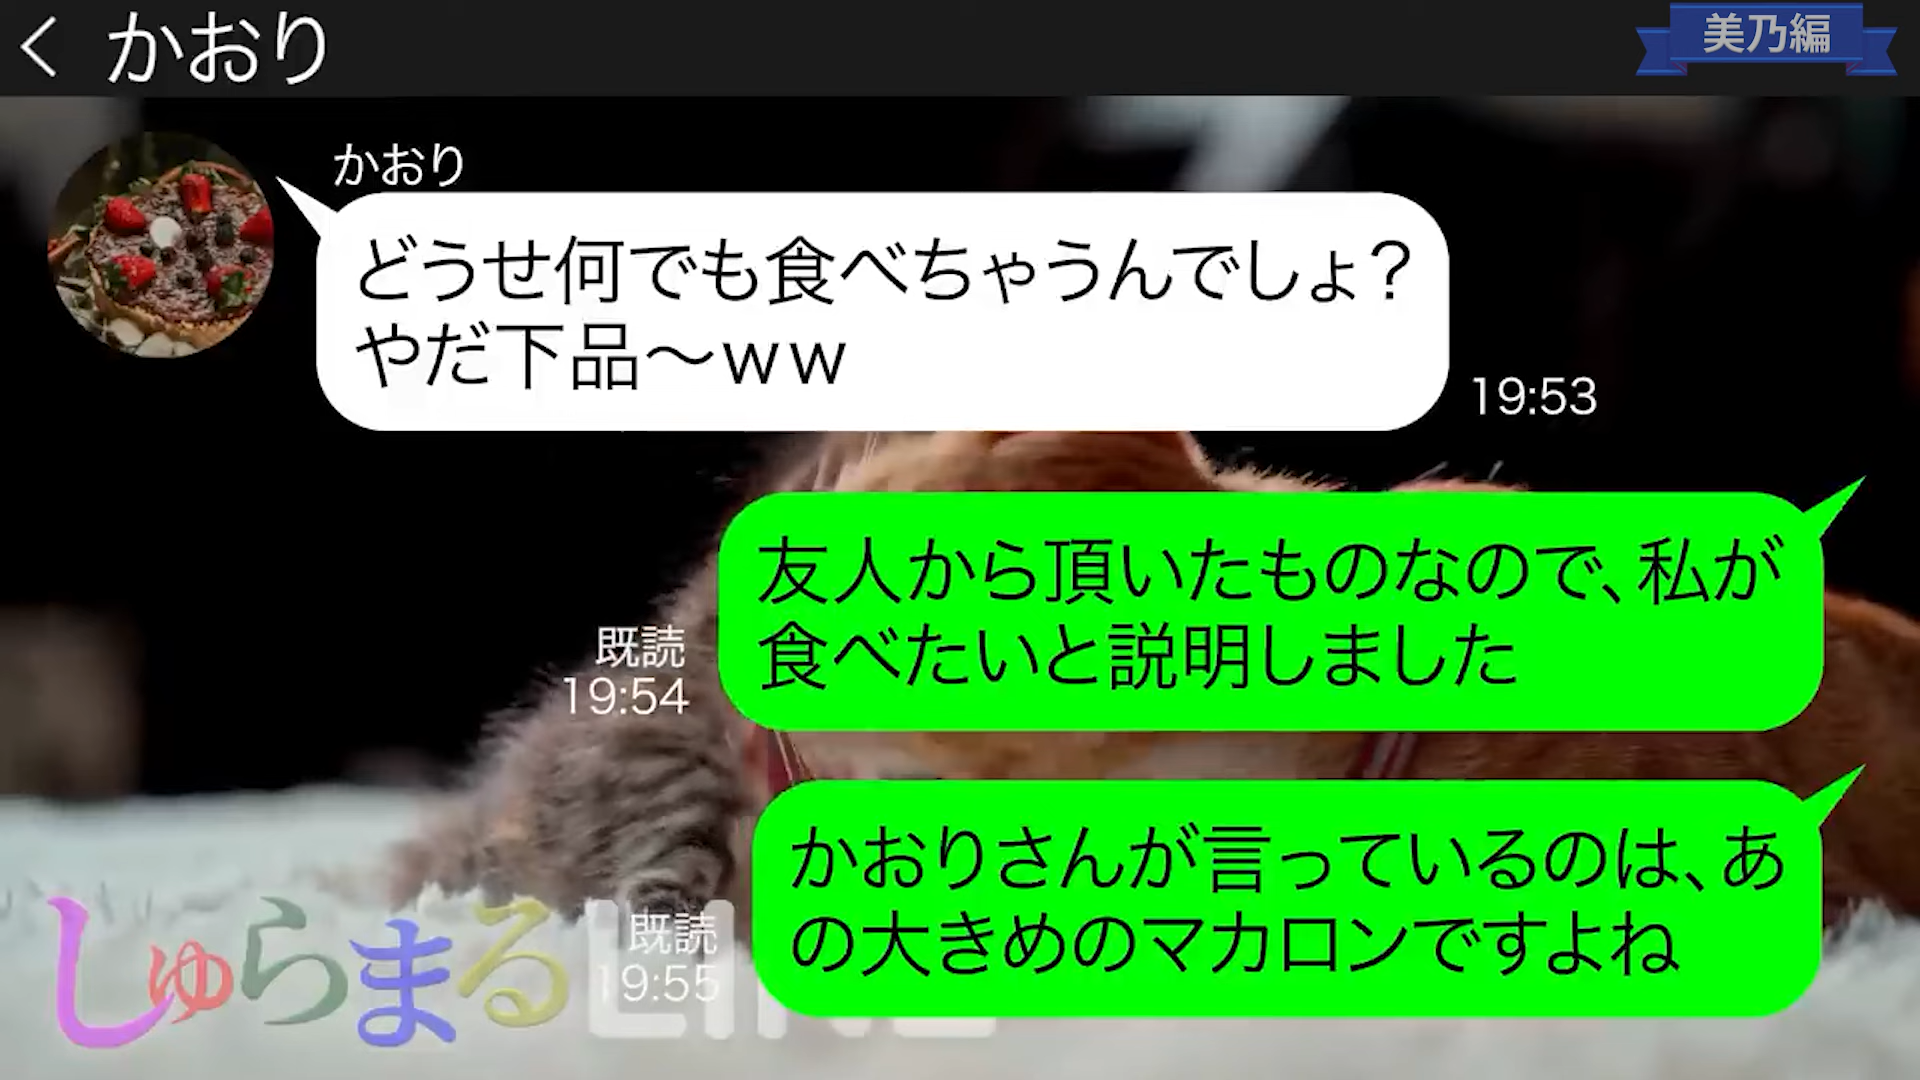 かおり
美乃編
かおり
どうせ何でも食べちゃうんでしょ?
やだ下品〜ww
19:53
友人から頂いたものなので、私が
食べたいと説明しました
既読
19:54
かおりさんが言っているのは、あ
の大きめのマカロンですよね
既読
19:55
しゅらまるLINE